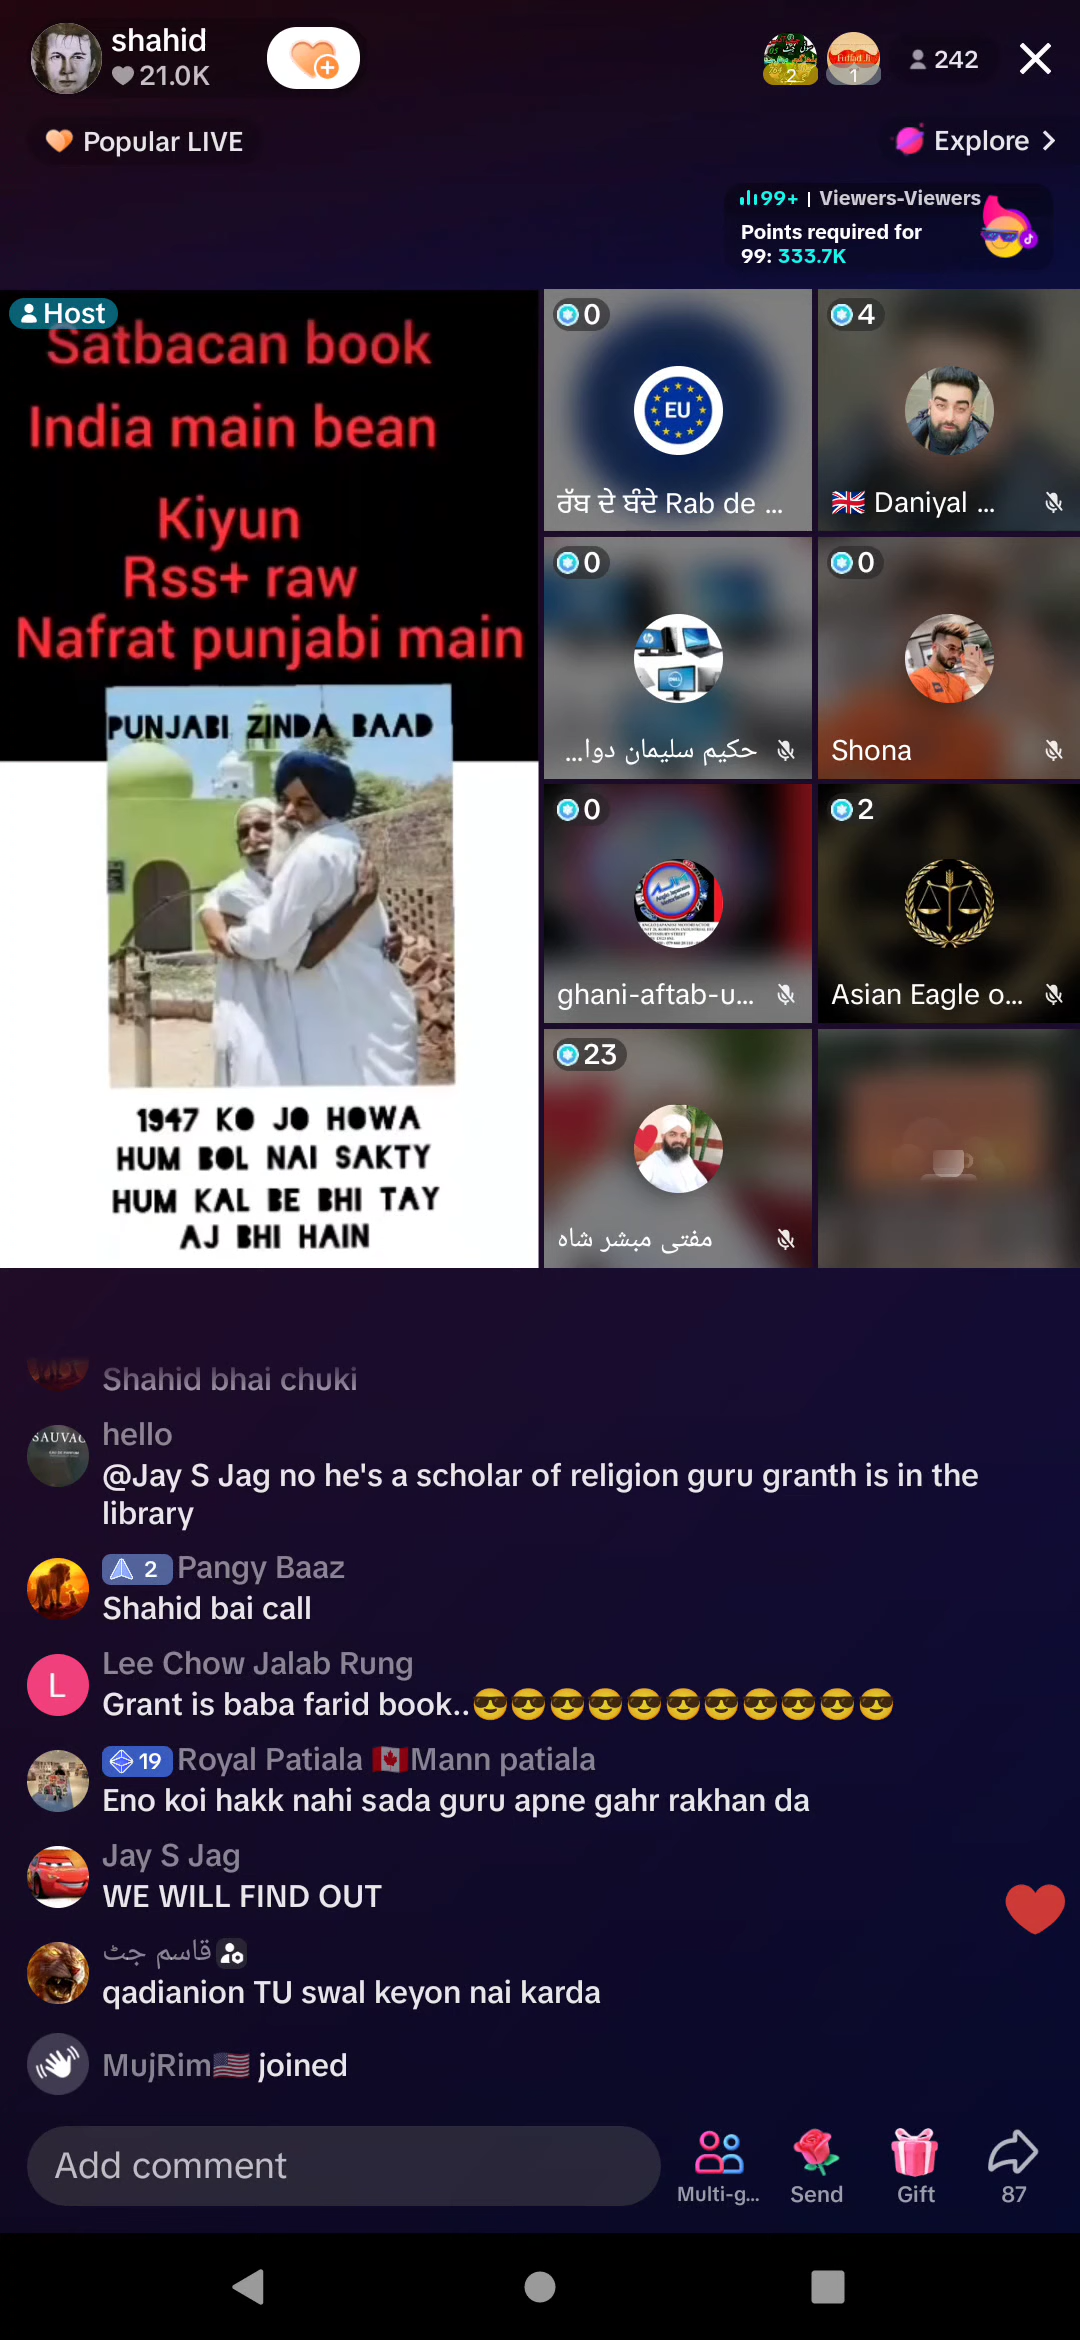 shahid
21.0K
2
1
242
Popular LIVE
Explore
99+ | Viewers-Viewers
Points required for
99: 333.7K
Host
Satbacan book
India main bean
Kiyun
Rss+ raw
Nafrat punjabi main
PUNJABI ZINDA BAAD
1947 KO JO HOWA
HUM BOL NAI SAKTY
HUM KAL BE BHI TAY
AJ BHI HAIN
0
EU
ਰੱਬ ਦੇ ਬੰਦੇ Rab de ...
4
🇬🇧 Daniyal ...
0
حکیم سلیمان دوا...
0
Shona
0
ghani-aftab-u...
2
Asian Eagle o...
23
مفتی مبشر شاہ
Shahid bhai chuki
SAUVAG
hello
@Jay S Jag no he's a scholar of religion guru granth is in the
library
2 Pangy Baaz
Shahid bai call
L
Lee Chow Jalab Rung
Grant is baba farid book..😎😎😎😎😎😎😎😎😎😎😎
19 Royal Patiala 🇨🇦Mann patiala
Eno koi hakk nahi sada guru apne gahr rakhan da
Jay S Jag
WE WILL FIND OUT
قاسم جٹ
qadianion TU swal keyon nai karda
MujRim🇺🇸 joined
Add comment
Multi-g...
Send
Gift
87